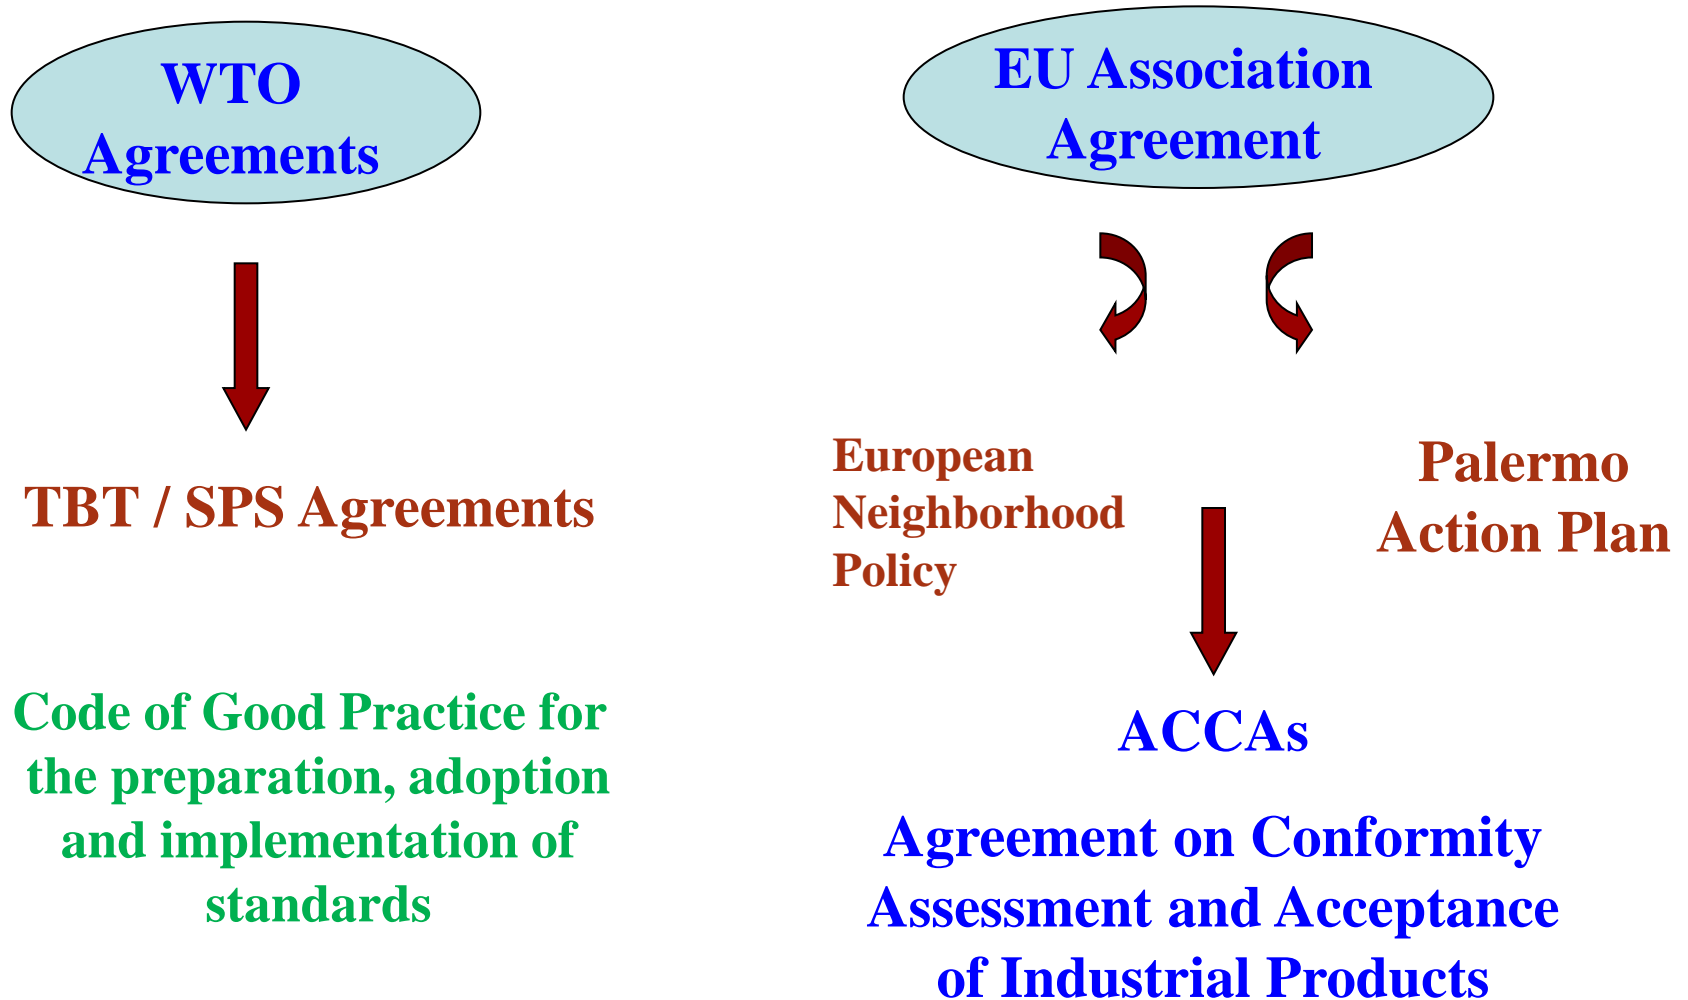 WTO
Agreements
TBT / SPS Agreements
Code of Good Practice for
the preparation, adoption
and implementation of
standards
EU Association
Agreement
European
Neighborhood
Policy
Palermo
Action Plan
ACCAs
Agreement on Conformity
Assessment and Acceptance
of Industrial Products